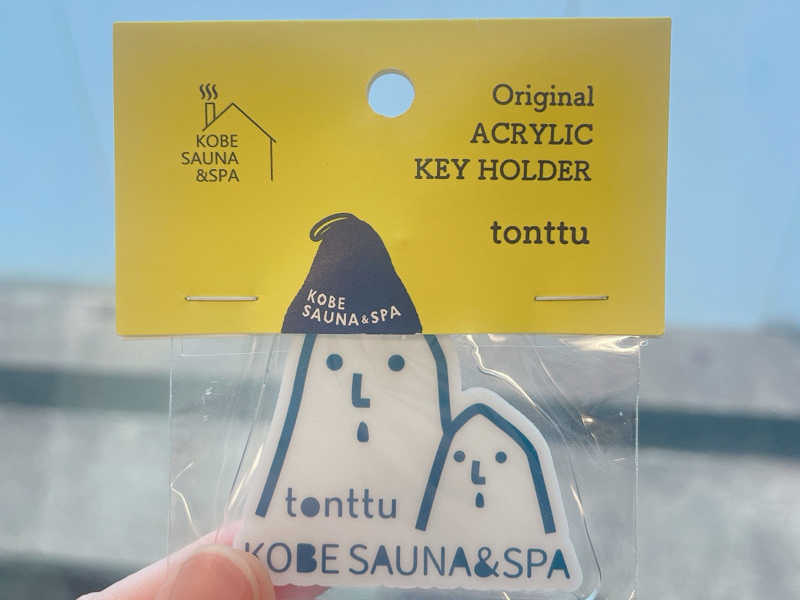 KOBE
SAUNA
&SPA
Original
ACRYLIC
KEY HOLDER
tonttu
KOBE
SAUNA&SPA
tonttu
KOBE SAUNA&SPA